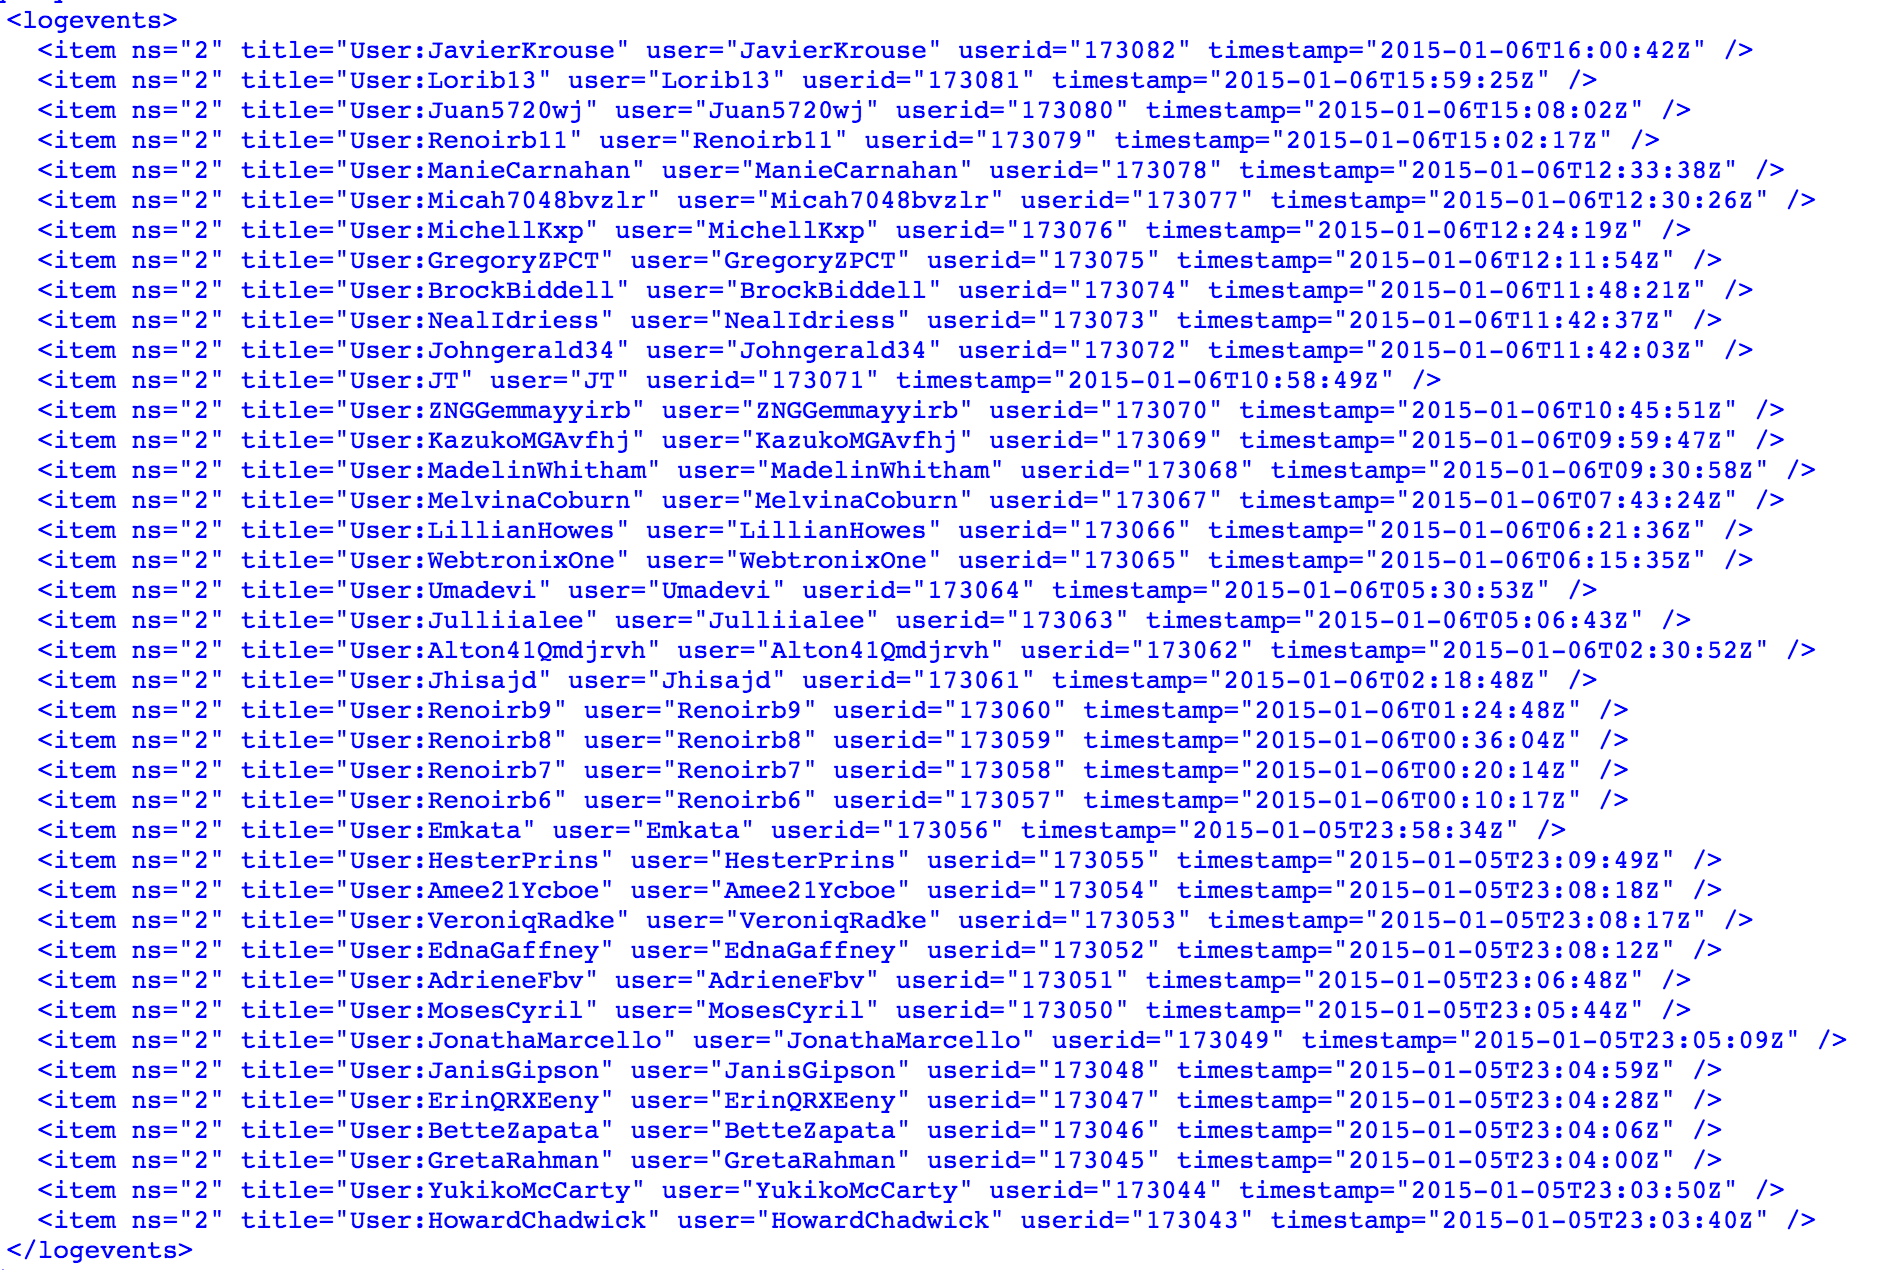 <logevents>
<item ns="2" title="User:JavierKrouse" user="JavierKrouse" userid="173082" timestamp="2015-01-06T16:00:42Z" />
<item ns="2" title="User:Lorib13" user="Lorib13" userid="173081" timestamp="2015-01-06T15:59:25Z" />
<item ns="2" title="User:Juan5720wj" user="Juan5720wj" userid="173080" timestamp="2015-01-06T15:08:02Z" />
<item ns="2" title="User:Renoirb11" user="Renoirb11" userid="173079" timestamp="2015-01-06T15:02:17Z" />
<item ns="2" title="User:ManieCarnahan" user="ManieCarnahan" userid="173078" timestamp="2015-01-06T12:33:38Z" />
<item ns="2" title="User:Micah7048bvzlr" user="Micah7048bvzlr" userid="173077" timestamp="2015-01-06T12:30:26Z" />
<item ns="2" title="User:MichellKxp" user="MichellKxp" userid="173076" timestamp="2015-01-06T12:24:19Z" />
<item ns="2" title="User:GregoryZPCT" user="GregoryZPCT" userid="173075" timestamp="2015-01-06T12:11:54Z" />
<item ns="2" title="User:BrockBiddell" user="BrockBiddell" userid="173074" timestamp="2015-01-06T11:48:21Z" />
<item ns="2" title="User:NealIdriess" user="NealIdriess" userid="173073" timestamp="2015-01-06T11:42:37Z" />
<item ns="2" title="User:Johngerald34" user="Johngerald34" userid="173072" timestamp="2015-01-06T11:42:03Z" />
<item ns="2" title="User:JT" user="JT" userid="173071" timestamp="2015-01-06T10:58:49Z" />
<item ns="2" title="User:ZNGGemmayyirb" user="ZNGGemmayyirb" userid="173070" timestamp="2015-01-06T10:45:51Z" />
<item ns="2" title="User:KazukoMGAvfhj" user="KazukoMGAvfhj" userid="173069" timestamp="2015-01-06T09:59:47Z" />
<item ns="2" title="User:MadelinWhitham" user="MadelinWhitham" userid="173068" timestamp="2015-01-06T09:30:58Z" />
<item ns="2" title="User:MelvinaCoburn" user="MelvinaCoburn" userid="173067" timestamp="2015-01-06T07:43:24Z" />
<item ns="2" title="User:LillianHowes" user="LillianHowes" userid="173066" timestamp="2015-01-06T06:21:36Z" />
<item ns="2" title="User:WebtronixOne" user="WebtronixOne" userid="173065" timestamp="2015-01-06T06:15:35Z" />
<item ns="2" title="User:Umadevi" user="Umadevi" userid="173064" timestamp="2015-01-06T05:30:53Z" />
<item ns="2" title="User:Julliialee" user="Julliialee" userid="173063" timestamp="2015-01-06T05:06:43Z" />
<item ns="2" title="User:Alton41Qmdjrvh" user="Alton41Qmdjrvh" userid="173062" timestamp="2015-01-06T02:30:52Z" />
<item ns="2" title="User:Jhisajd" user="Jhisajd" userid="173061" timestamp="2015-01-06T02:18:48Z" />
<item ns="2" title="User:Renoirb9" user="Renoirb9" userid="173060" timestamp="2015-01-06T01:24:48Z" />
<item ns="2" title="User:Renoirb8" user="Renoirb8" userid="173059" timestamp="2015-01-06T00:36:04Z" />
<item ns="2" title="User:Renoirb7" user="Renoirb7" userid="173058" timestamp="2015-01-06T00:20:14Z" />
<item ns="2" title="User:Renoirb6" user="Renoirb6" userid="173057" timestamp="2015-01-06T00:10:17Z" />
<item ns="2" title="User:Emkata" user="Emkata" userid="173056" timestamp="2015-01-05T23:58:34Z" />
<item ns="2" title="User:HesterPrins" user="HesterPrins" userid="173055" timestamp="2015-01-05T23:09:49Z" />
<item ns="2" title="User:Amee21Ycboe" user="Amee21Ycboe" userid="173054" timestamp="2015-01-05T23:08:18Z" />
<item ns="2" title="User:VeroniqRadke" user="VeroniqRadke" userid="173053" timestamp="2015-01-05T23:08:17Z" />
<item ns="2" title="User:EdnaGaffney" user="EdnaGaffney" userid="173052" timestamp="2015-01-05T23:08:12Z" />
<item ns="2" title="User:AdrieneFbv" user="AdrieneFbv" userid="173051" timestamp="2015-01-05T23:06:48Z" />
<item ns="2" title="User:MosesCyril" user="MosesCyril" userid="173050" timestamp="2015-01-05T23:05:44Z" />
<item ns="2" title="User:JonathaMarcello" user="JonathaMarcello" userid="173049" timestamp="2015-01-05T23:05:09Z" />
<item ns="2" title="User:JanisGipson" user="JanisGipson" userid="173048" timestamp="2015-01-05T23:04:59Z" />
<item ns="2" title="User:ErinQRXEeny" user="ErinQRXEeny" userid="173047" timestamp="2015-01-05T23:04:28Z" />
<item ns="2" title="User:BetteZapata" user="BetteZapata" userid="173046" timestamp="2015-01-05T23:04:06Z" />
<item ns="2" title="User:GretaRahman" user="GretaRahman" userid="173045" timestamp="2015-01-05T23:04:00Z" />
<item ns="2" title="User:YukikoMcCarty" user="YukikoMcCarty" userid="173044" timestamp="2015-01-05T23:03:50Z" />
<item ns="2" title="User:HowardChadwick" user="HowardChadwick" userid="173043" timestamp="2015-01-05T23:03:40Z" />
</logevents>